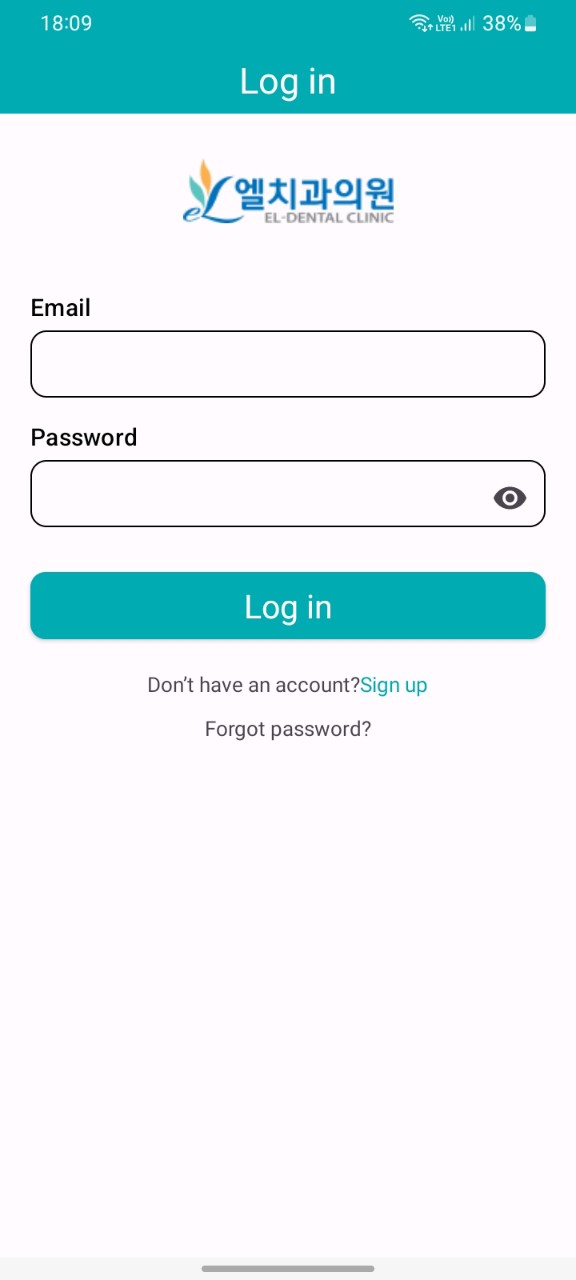 18:09
Vo) LTE1 38%
Log in
엘치과의원
EL-DENTAL CLINIC
Email
Password
Log in
Don't have an account?Sign up
Forgot password?